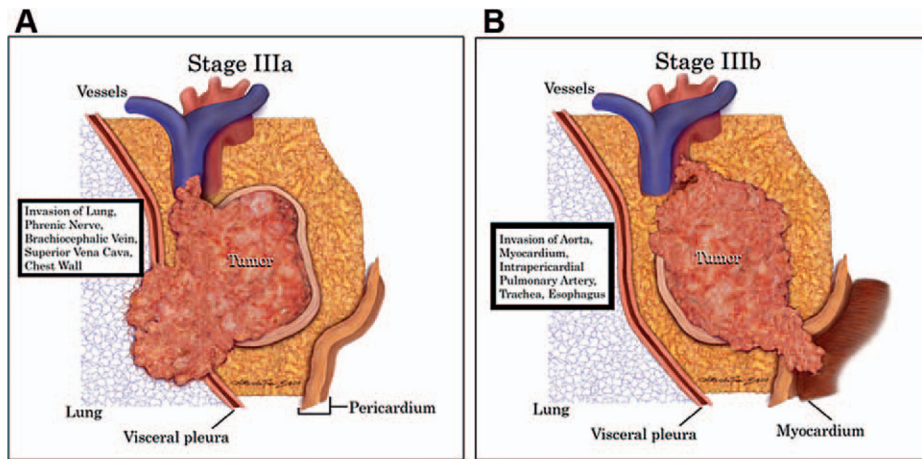 A
Stage IIIa
Vessels
Invasion of Lung,
Phrenic Nerve,
Brachiocephalic Vein,
Superior Vena Cava,
Chest Wall
Tumor
Lung
Visceral pleura
Pericardium
B
Stage IIIb
Vessels
Invasion of Aorta,
Myocardium,
Intrapericardial
Pulmonary Artery,
Trachea, Esophagus
Tumor
Lung
Visceral pleura
Myocardium